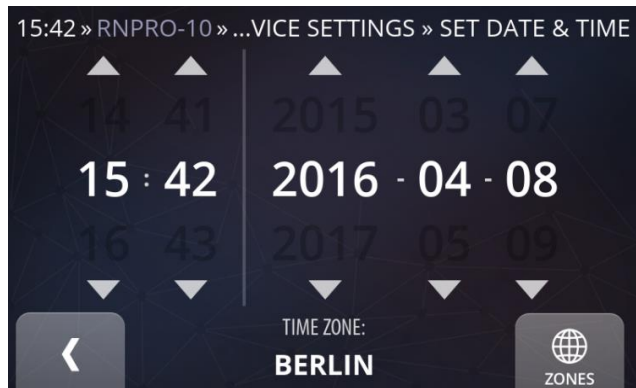 15:42 » RNPRO-10 » ...VICE SETTINGS » SET DATE & TIME
14 41 2015 03 07
15 : 42 2016 - 04 - 08
16 43 2017 05 09
TIME ZONE:
BERLIN
ZONES